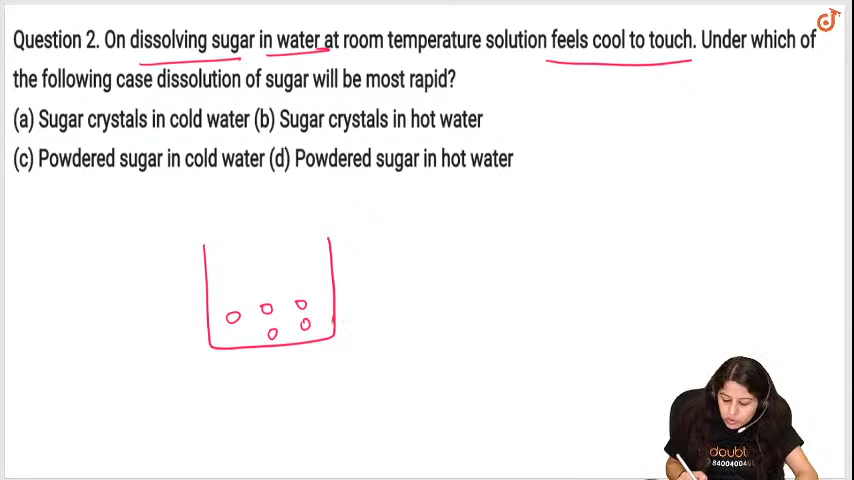 Question 2. On dissolving sugar in water at room temperature solution feels cool to touch. Under which of
the following case dissolution of sugar will be most rapid?
(a) Sugar crystals in cold water (b) Sugar crystals in hot water
(c) Powdered sugar in cold water (d) Powdered sugar in hot water
doubt